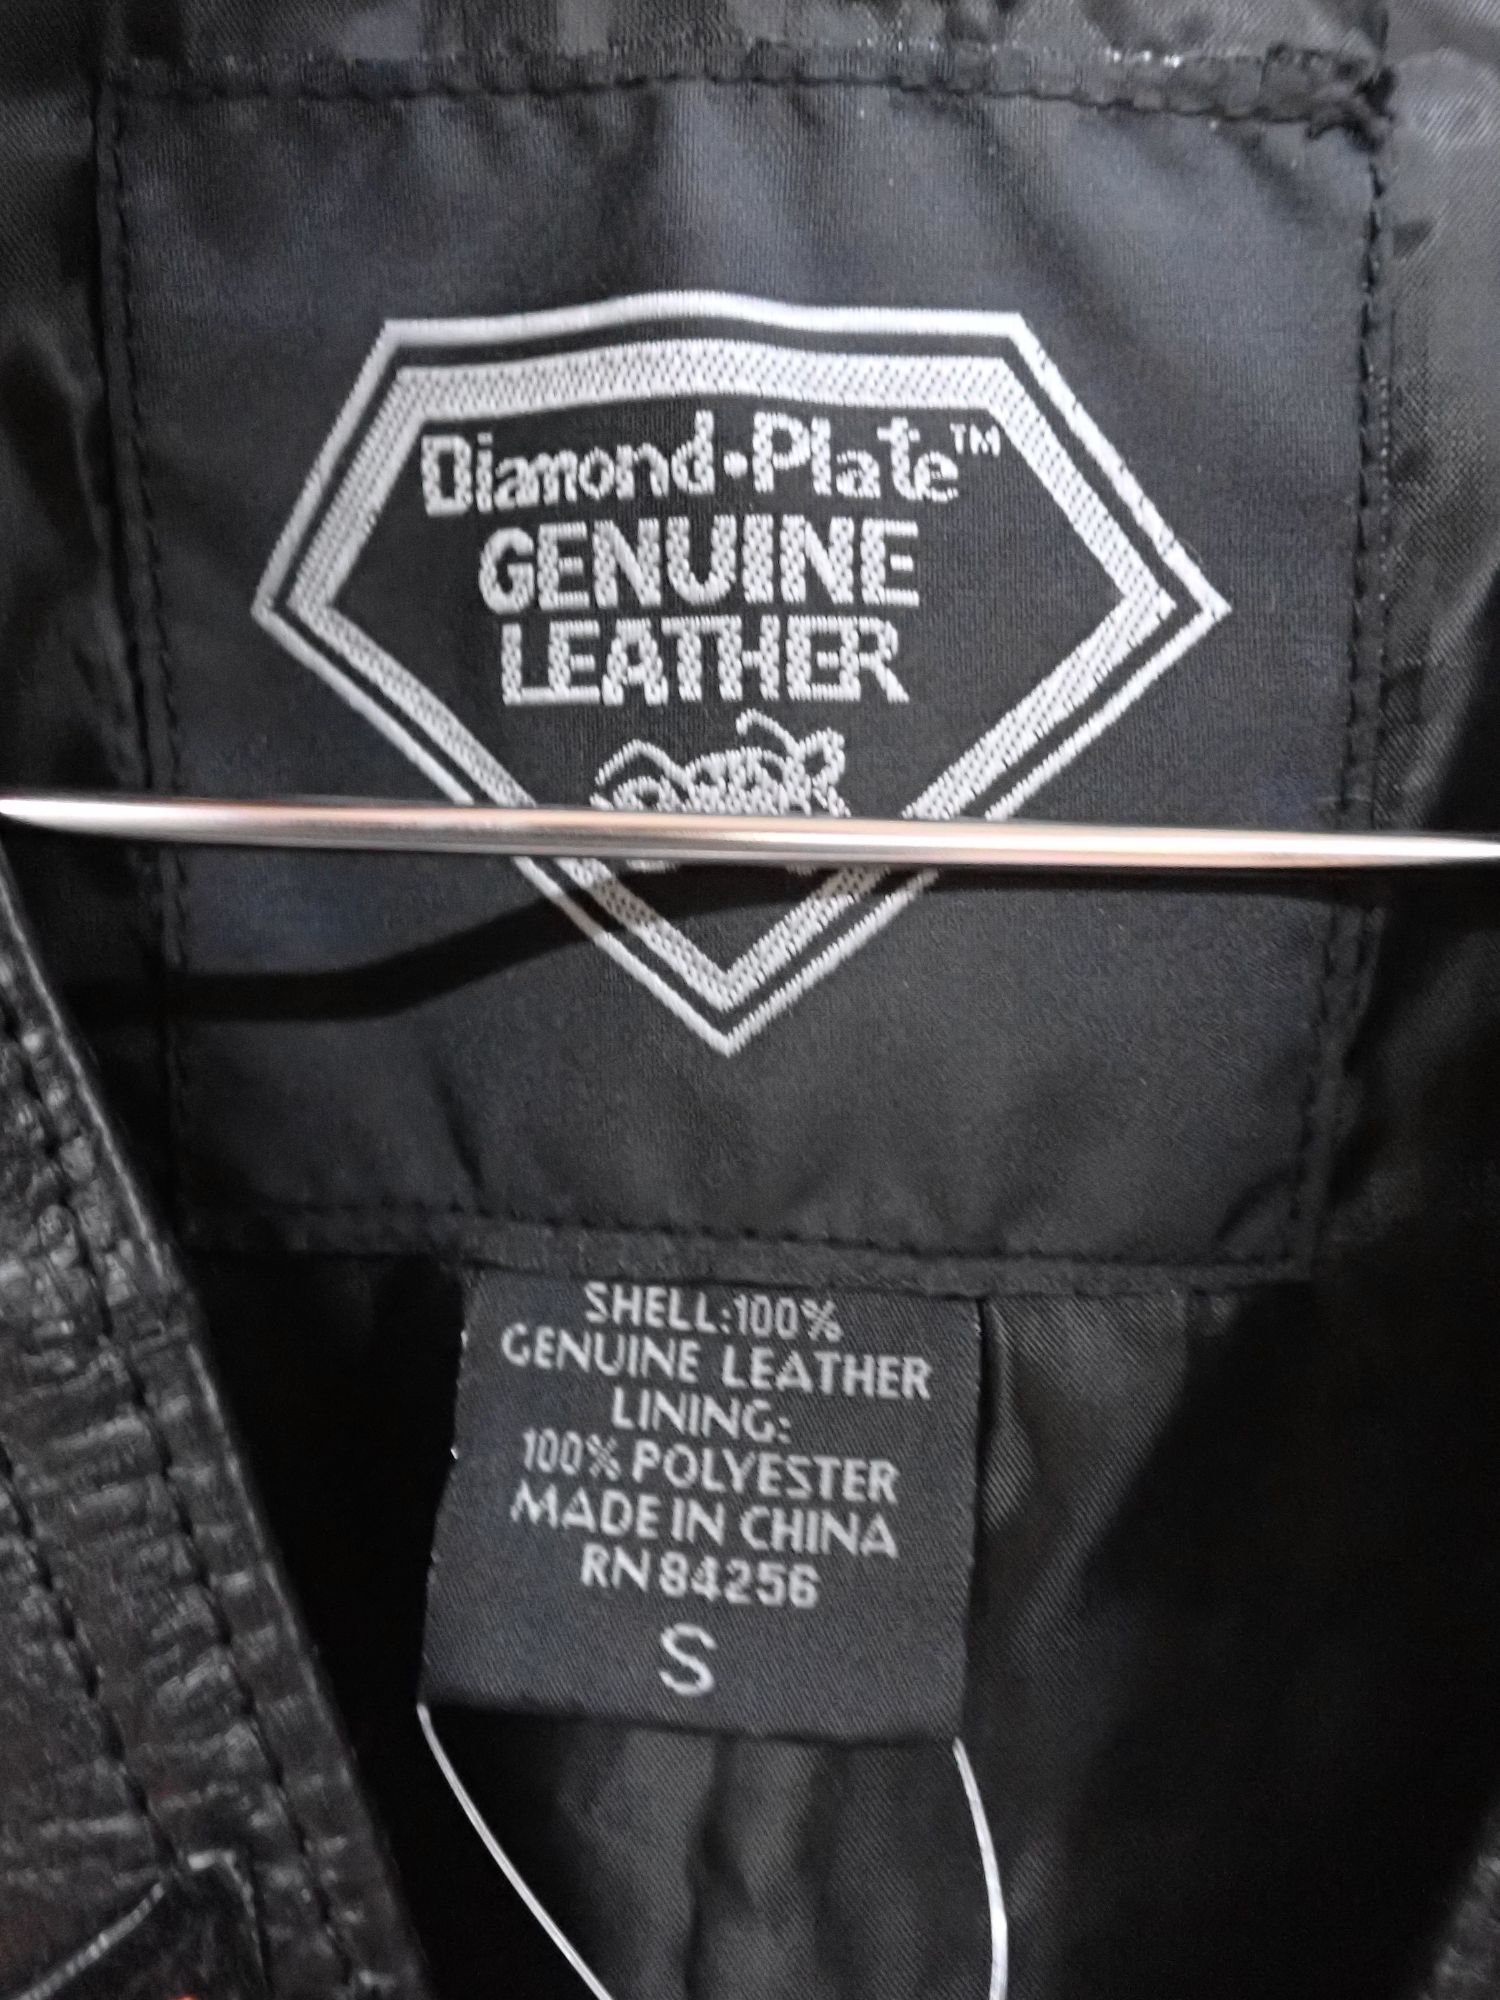 Diamond·Plate™
GENUINE
LEATHER
SHELL:100%
GENUINE LEATHER
LINING:
100% POLYESTER
MADE IN CHINA
RN 84256
S